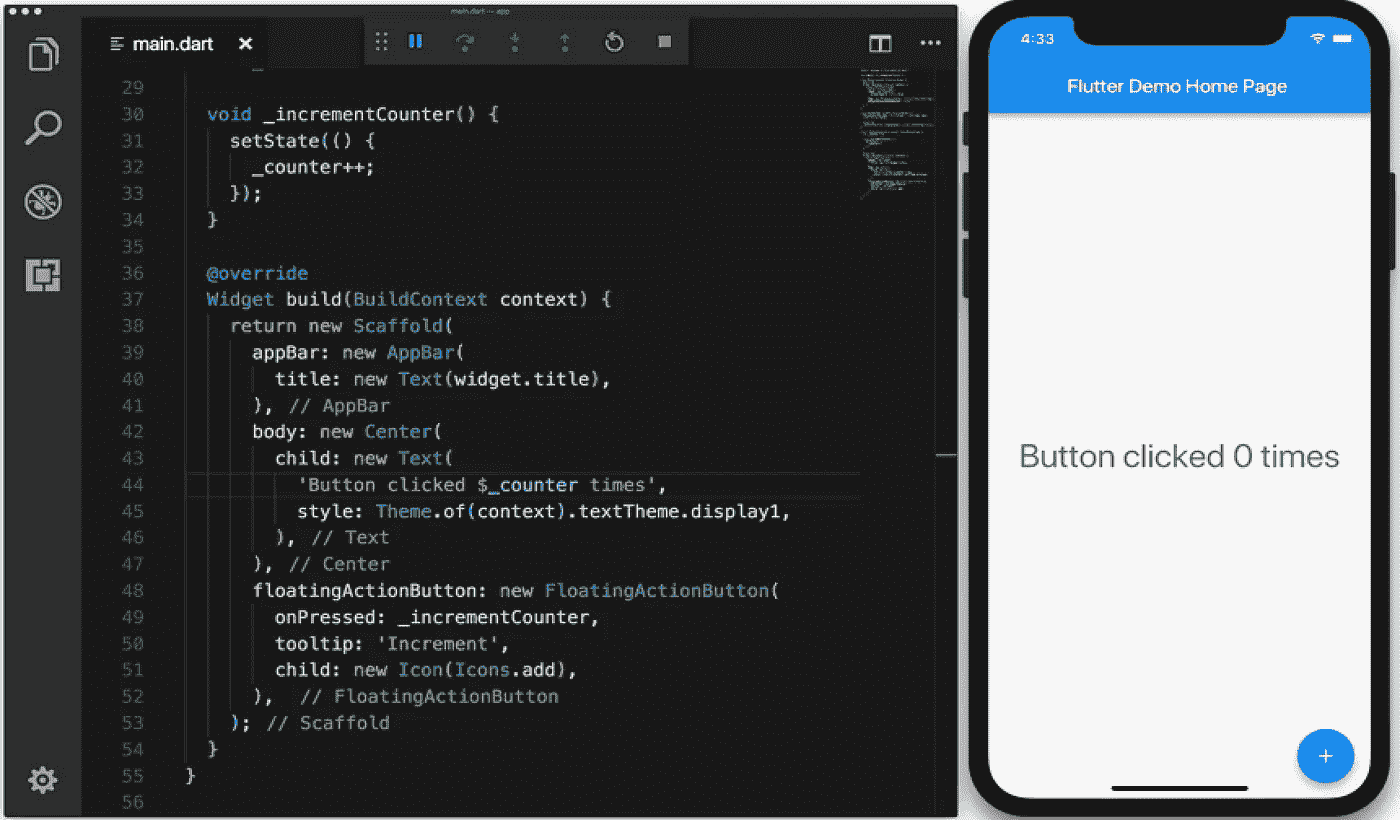 main.dart — app
main.dart
29
30 void _incrementCounter() {
31 setState(() {
32 _counter++;
33 });
34 }
35
36 @override
37 Widget build(BuildContext context) {
38 return new Scaffold(
39 appBar: new AppBar(
40 title: new Text(widget.title),
41 ), // AppBar
42 body: new Center(
43 child: new Text(
44 'Button clicked $_counter times',
45 style: Theme.of(context).textTheme.display1,
46 ), // Text
47 ), // Center
48 floatingActionButton: new FloatingActionButton(
49 onPressed: _incrementCounter,
50 tooltip: 'Increment',
51 child: new Icon(Icons.add),
52 ), // FloatingActionButton
53 ); // Scaffold
54 }
55 }
56
4:33
Flutter Demo Home Page
Button clicked 0 times
+